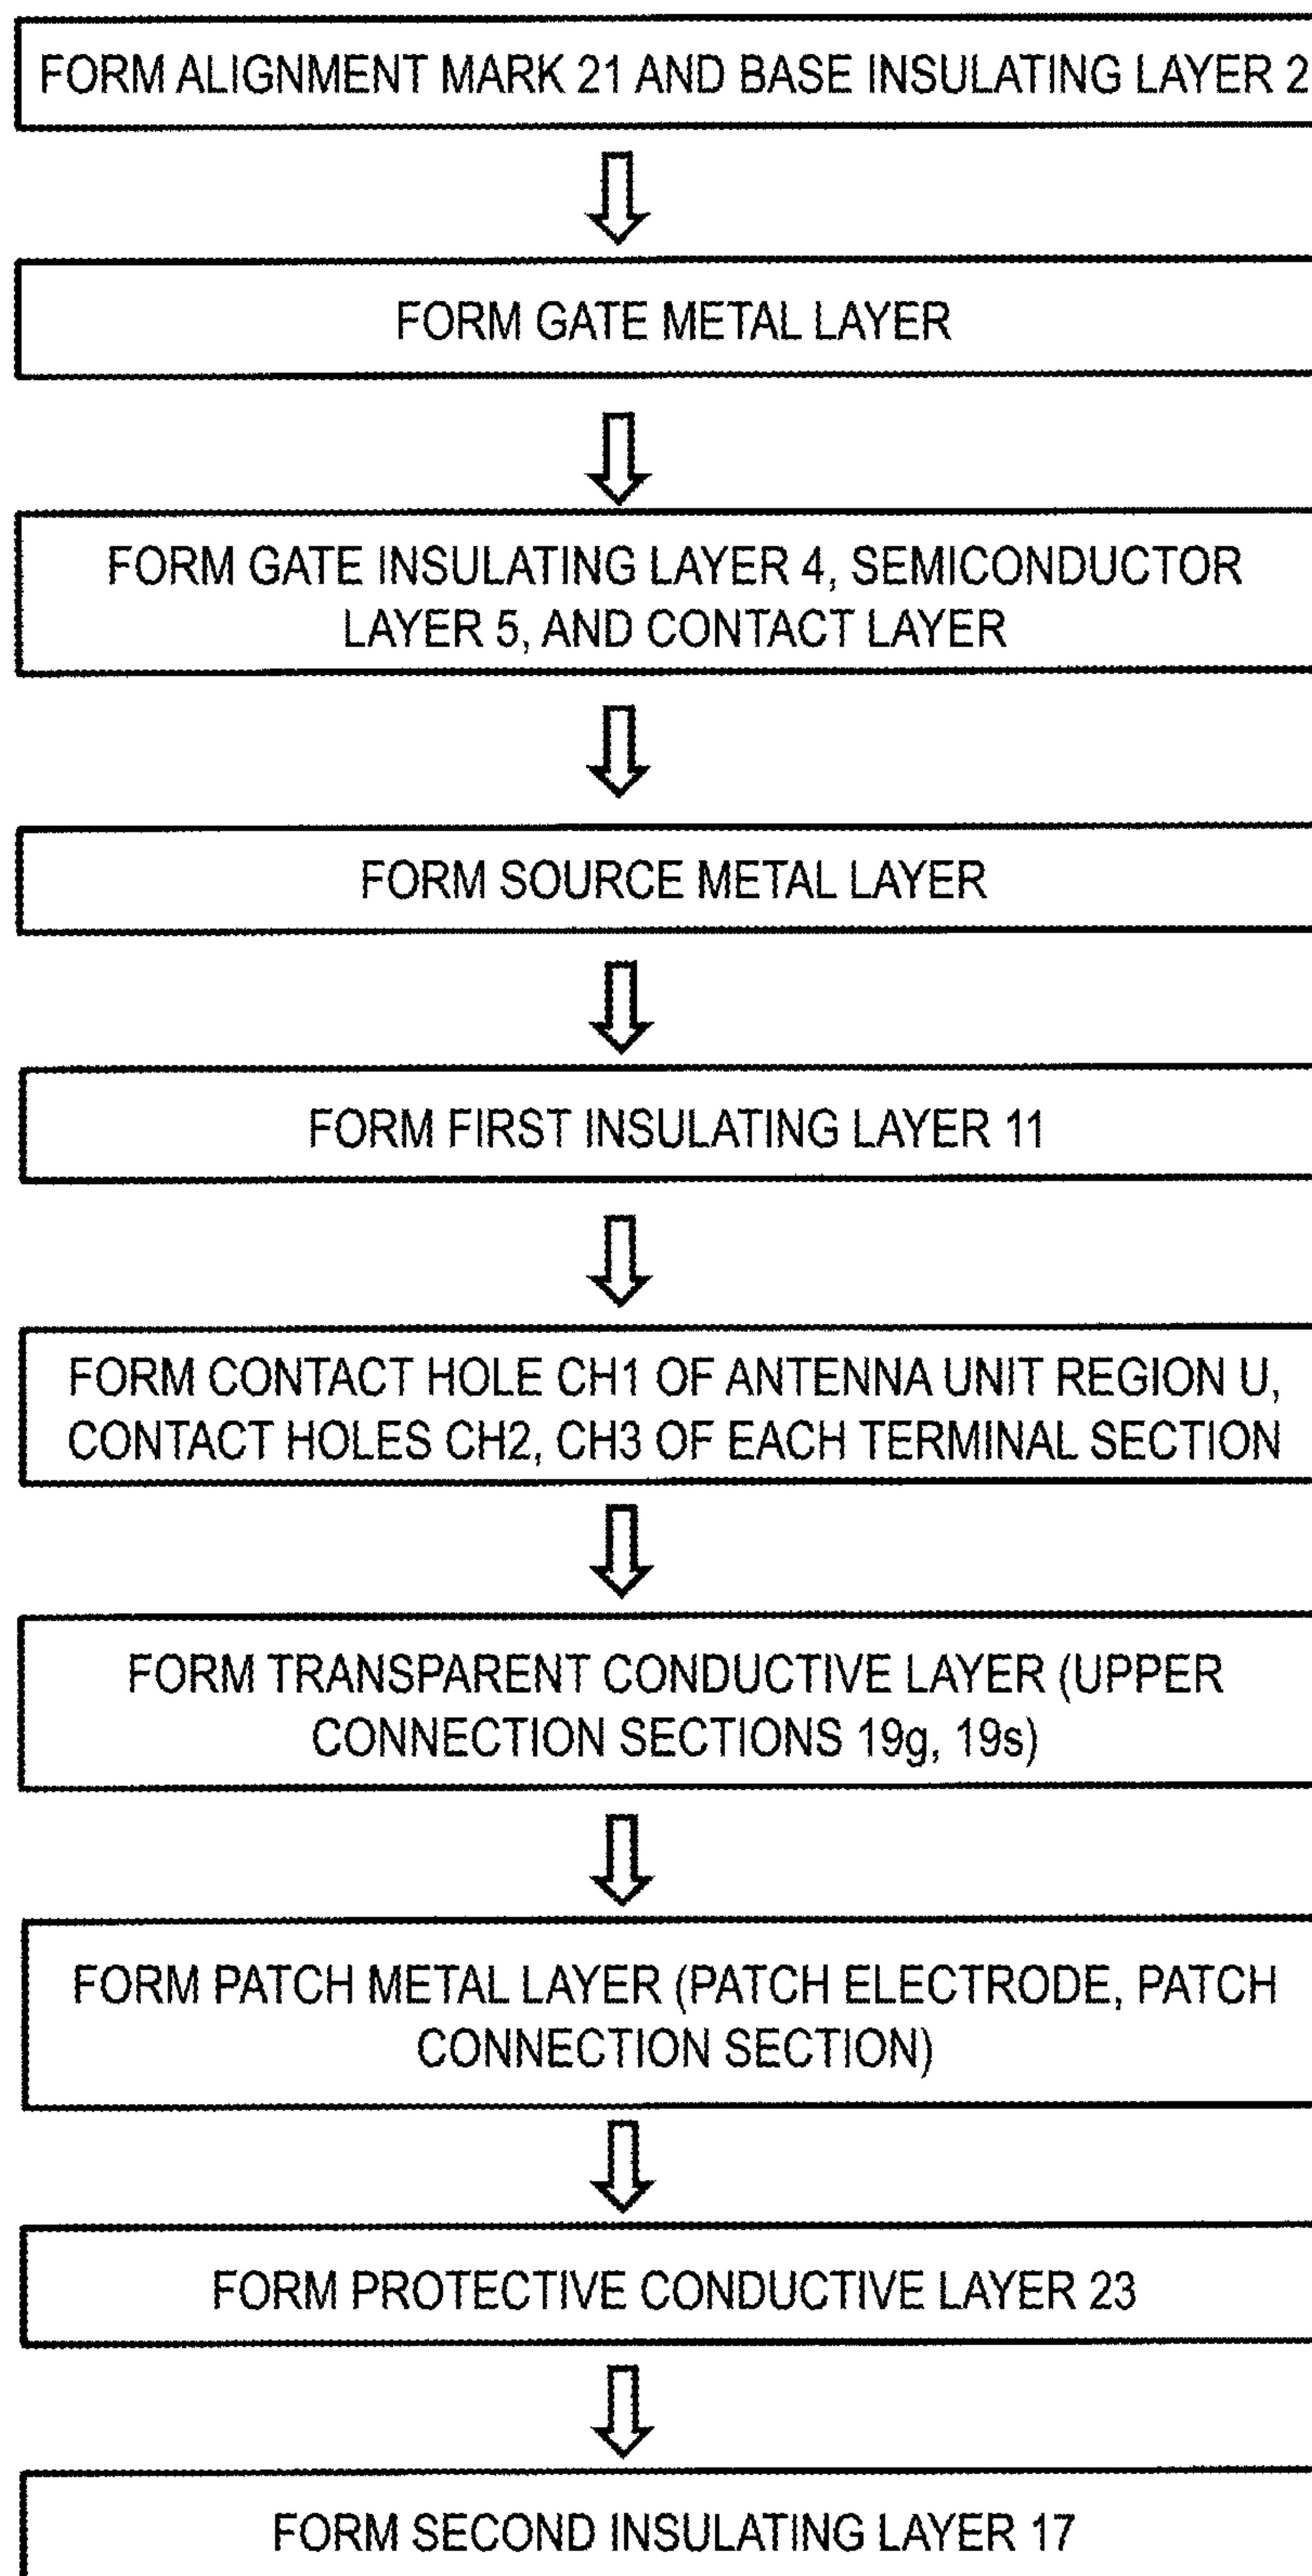 FORM ALIGNMENT MARK 21 AND BASE INSULATING LAYER 2
FORM GATE METAL LAYER
FORM GATE INSULATING LAYER 4, SEMICONDUCTOR
LAYER 5, AND CONTACT LAYER
FORM SOURCE METAL LAYER
FORM FIRST INSULATING LAYER 11
FORM CONTACT HOLE CH1 OF ANTENNA UNIT REGION U,
CONTACT HOLES CH2, CH3 OF EACH TERMINAL SECTION
FORM TRANSPARENT CONDUCTIVE LAYER (UPPER
CONNECTION SECTIONS 19g, 19s)
FORM PATCH METAL LAYER (PATCH ELECTRODE, PATCH
CONNECTION SECTION)
FORM PROTECTIVE CONDUCTIVE LAYER 23
FORM SECOND INSULATING LAYER 17